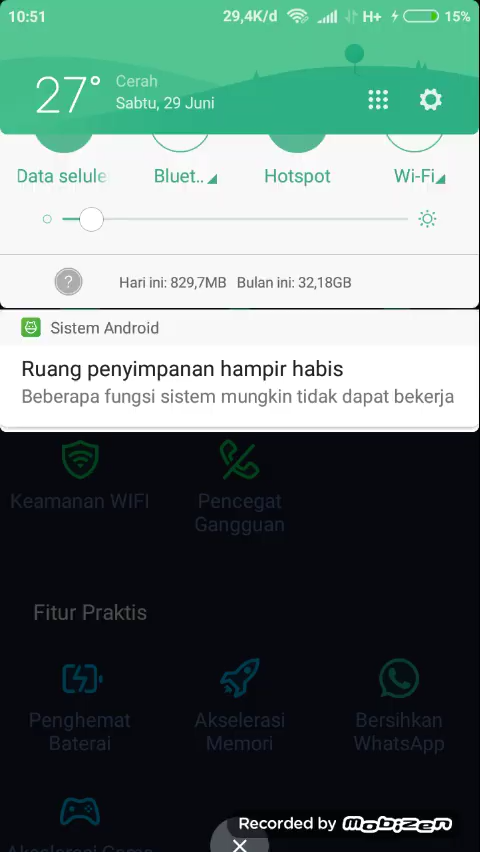 10:51
29,4K/d
H+
15%
27°
Cerah
Sabtu, 29 Juni
Data selule
Bluet..
Hotspot
Wi-Fi
?
Hari ini: 829,7MB Bulan ini: 32,18GB
Sistem Android
Ruang penyimpanan hampir habis
Beberapa fungsi sistem mungkin tidak dapat bekerja
Keamanan WIFI
Pencegat
Gangguan
Fitur Praktis
Penghemat
Baterai
Akselerasi
Memori
Bersihkan
WhatsApp
Akselerasi Game
Recorded by Mobizen